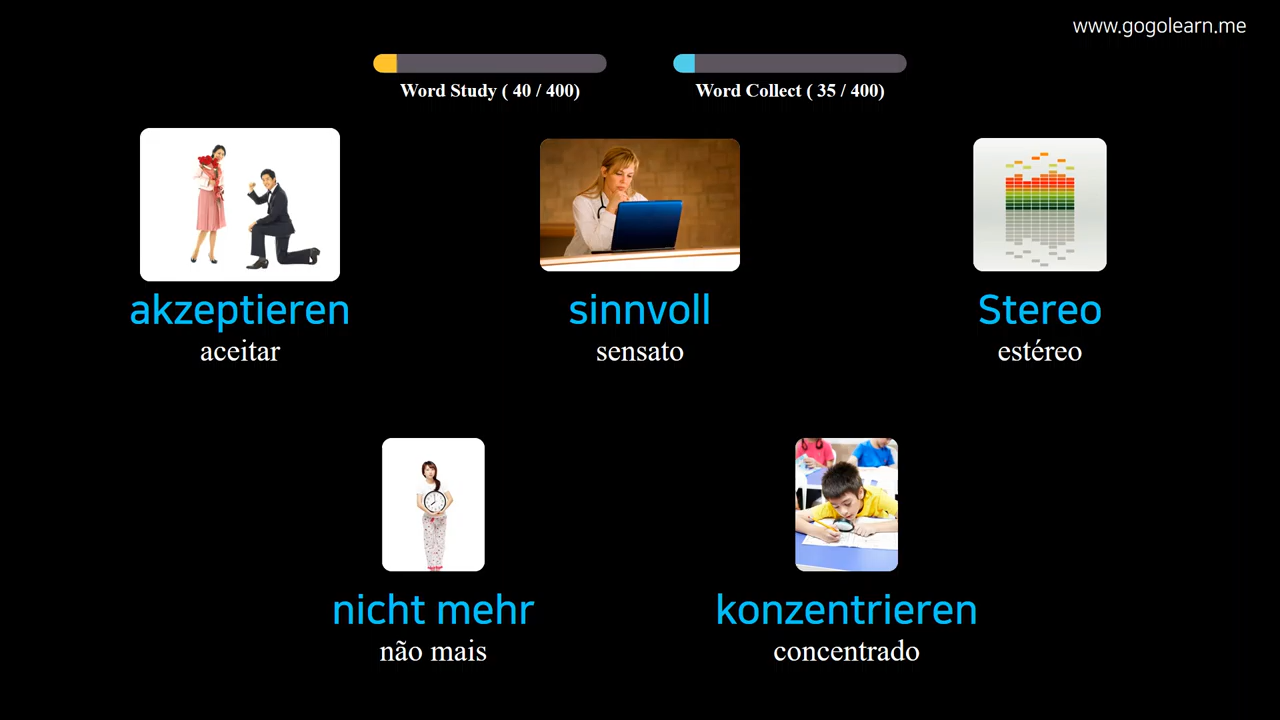 www.gogolearn.me
Word Study ( 40 / 400)
Word Collect ( 35 / 400)
akzeptieren
aceitar
sinnvoll
sensato
Stereo
estéreo
nicht mehr
não mais
konzentrieren
concentrado